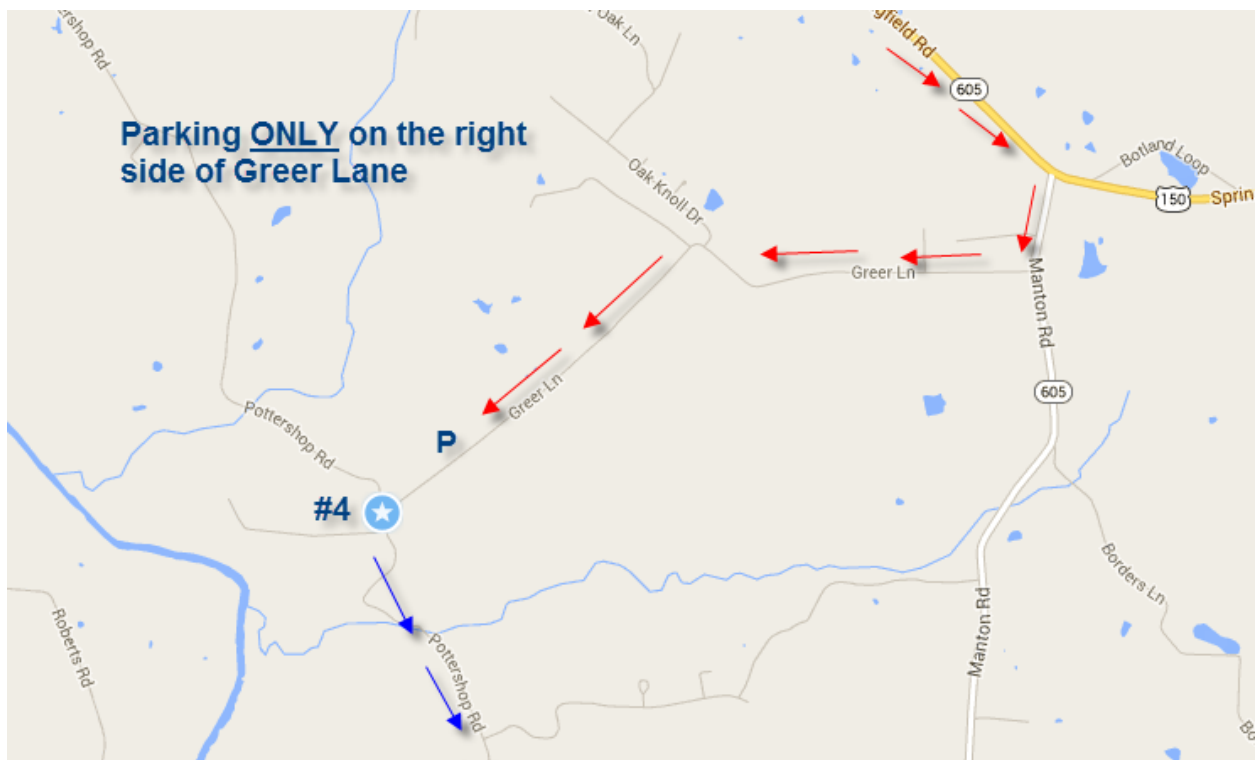 tershop Rd
Oak Ln
gfield Rd
605
Parking ONLY on the right
side of Greer Lane
Botland Loop
Oak Knoll Dr
150
Sprin
Greer Ln
Manton Rd
Greer Ln
605
Pottershop Rd
P
#4
Borders Ln
Manton Rd
Roberts Rd
Pottershop Rd
Bo